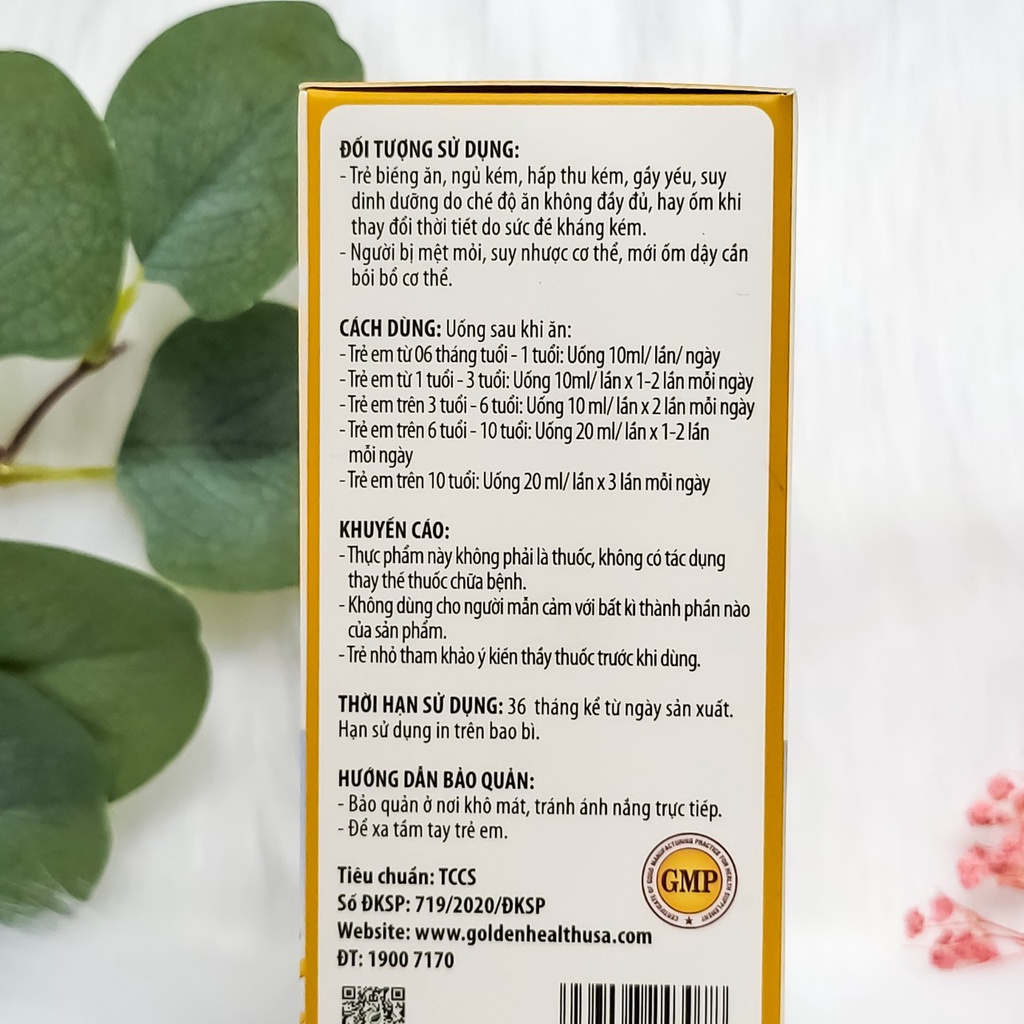 ĐỐI TƯỢNG SỬ DỤNG:
- Trẻ biếng ăn, ngủ kém, hấp thu kém, gầy yếu, suy
dinh dưỡng do chế độ ăn không đầy đủ, hay ốm khi
thay đổi thời tiết do sức đề kháng kém.
- Người bị mệt mỏi, suy nhược cơ thể, mới ốm dậy cần
bồi bổ cơ thể.
CÁCH DÙNG: Uống sau khi ăn:
- Trẻ em từ 06 tháng tuổi - 1 tuổi: Uống 10ml/ lần/ ngày
- Trẻ em từ 1 tuổi - 3 tuổi: Uống 10ml/ lần x 1-2 lần mỗi ngày
- Trẻ em trên 3 tuổi - 6 tuổi: Uống 10 ml/ lần x 2 lần mỗi ngày
- Trẻ em trên 6 tuổi - 10 tuổi: Uống 20 ml/ lần x 1-2 lần
mỗi ngày
- Trẻ em trên 10 tuổi: Uống 20 ml/ lần x 3 lần mỗi ngày
KHUYẾN CÁO:
- Thực phẩm này không phải là thuốc, không có tác dụng
thay thế thuốc chữa bệnh.
- Không dùng cho người mẫn cảm với bất kì thành phần nào
của sản phẩm.
- Trẻ nhỏ tham khảo ý kiến thầy thuốc trước khi dùng.
THỜI HẠN SỬ DỤNG: 36 tháng kể từ ngày sản xuất.
Hạn sử dụng in trên bao bì.
HƯỚNG DẪN BẢO QUẢN:
- Bảo quản ở nơi khô mát, tránh ánh nắng trực tiếp.
- Để xa tầm tay trẻ em.
Tiêu chuẩn: TCCS
Số ĐKSP: 719/2020/ĐKSP
Website: www.goldenhealthusa.com
ĐT: 1900 7170
GOOD MANUFACTURING PRACTICE FOR HEALTH SUPPLEMENT
GMP
CERTIFICATE OF